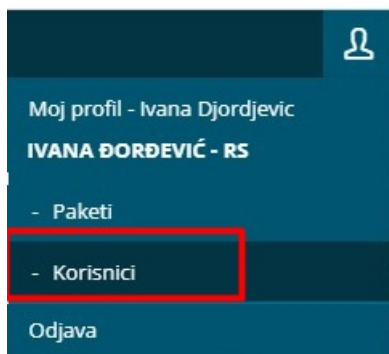 Moj profil - Ivana Djordjevic
IVANA ĐORĐEVIĆ - RS
- Paketi
- Korisnici
Odjava